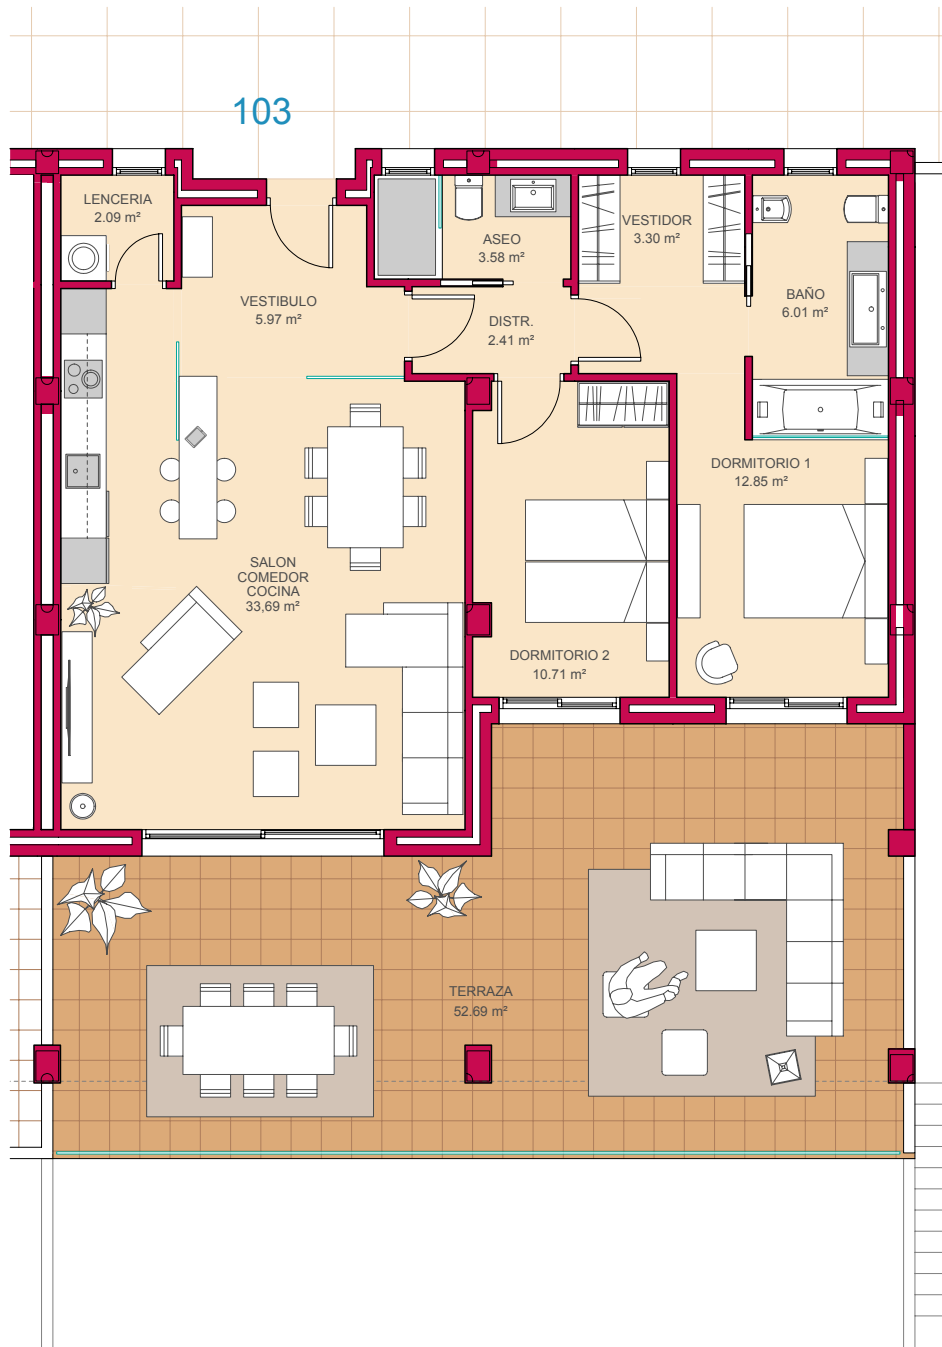 103
LENCERIA
2.09 m²
ASEO
3.58 m²
VESTIDOR
3.30 m²
BAÑO
6.01 m²
VESTIBULO
5.97 m²
DISTR.
2.41 m²
DORMITORIO 1
12.85 m²
SALON
COMEDOR
COCINA
33,69 m²
DORMITORIO 2
10.71 m²
TERRAZA
52.69 m²